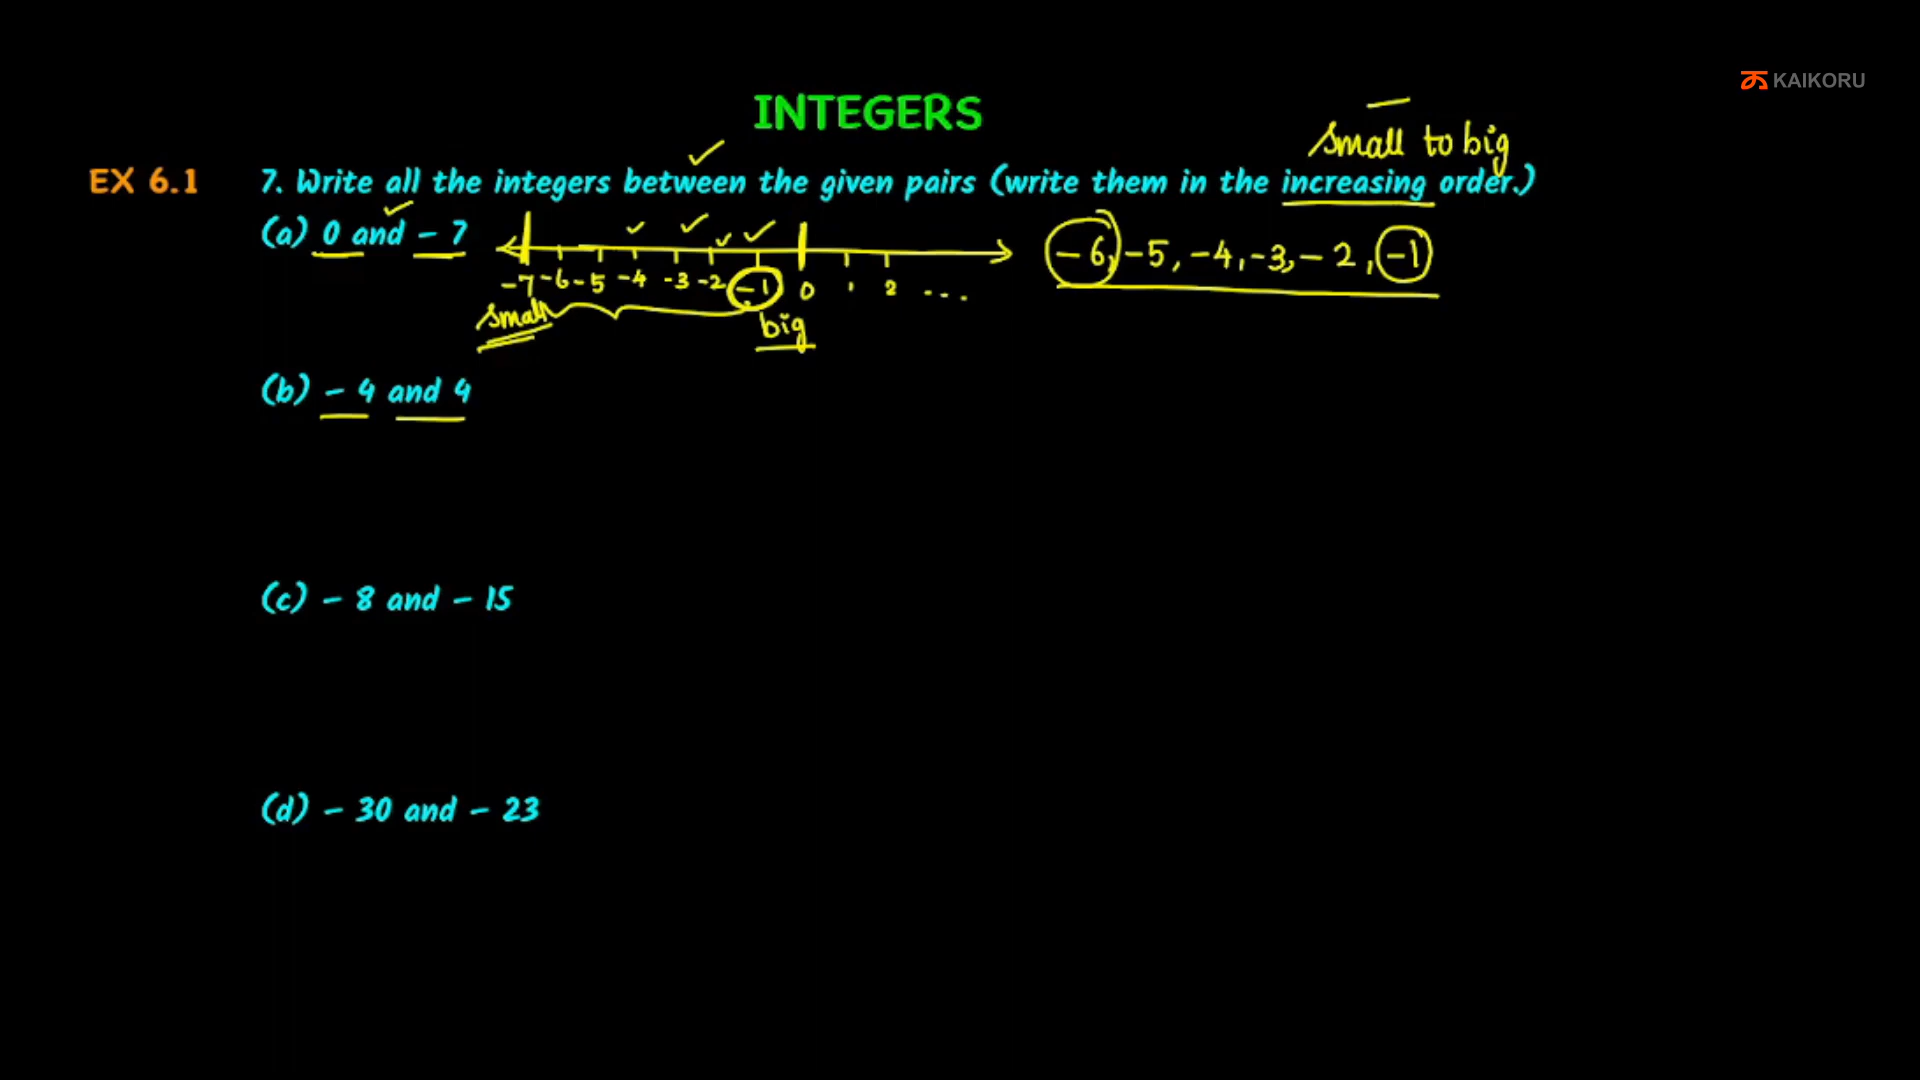 KAIKORU
INTEGERS
small to big
EX 6.1 7. Write all the integers between the given pairs (write them in the increasing order.)
(a) 0 and – 7
-7 -6 -5 -4 -3 -2 -1 0 1 2 ...
-6, -5, -4, -3, -2, -1
small
big
(b) – 4 and 4
(c) – 8 and – 15
(d) – 30 and – 23